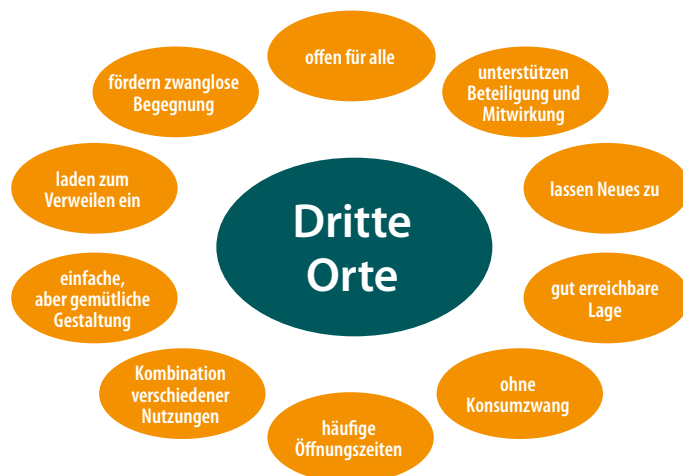 offen für alle
unterstützen
Beteiligung und
Mitwirkung
lassen Neues zu
gut erreichbare
Lage
ohne
Konsumzwang
häufige
Öffnungszeiten
Kombination
verschiedener
Nutzungen
einfache,
aber gemütliche
Gestaltung
laden zum
Verweilen ein
fördern zwanglose
Begegnung
Dritte
Orte